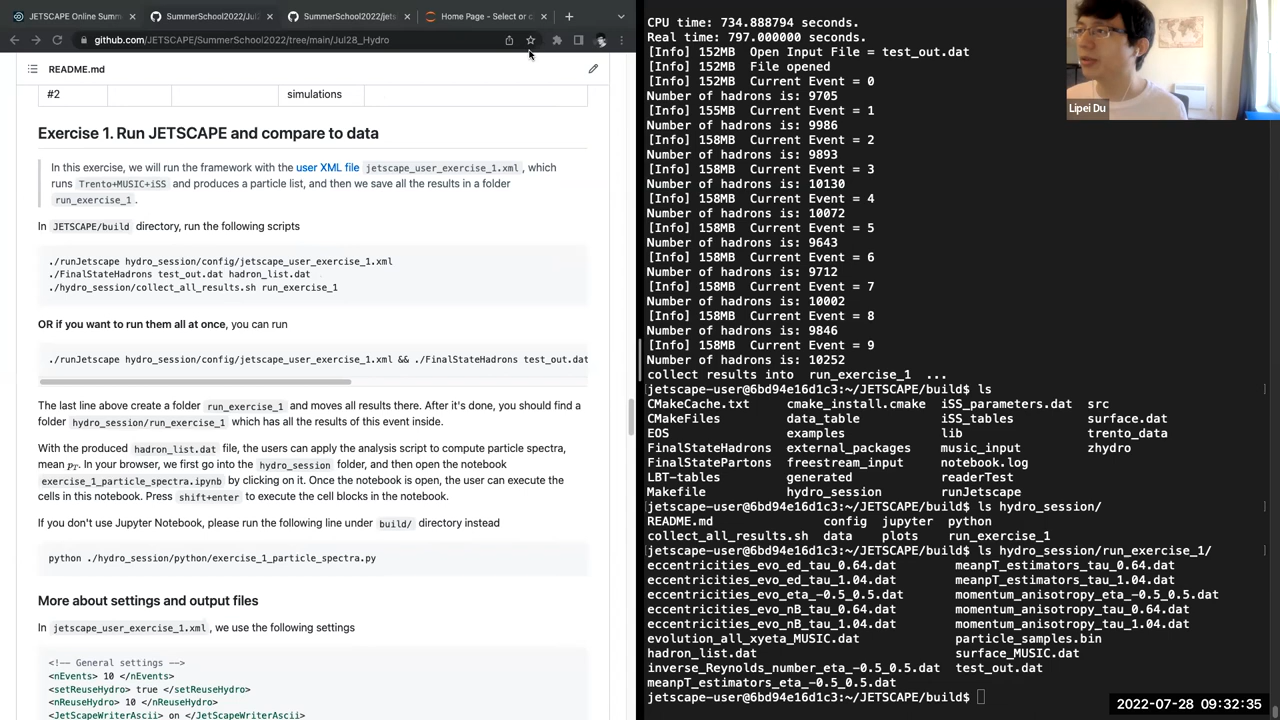 JETSCAPE Online Summ
SummerSchool2022/Jul2
SummerSchool2022/jets
Home Page - Select or c
github.com/JETSCAPE/SummerSchool2022/tree/main/Jul28_Hydro
README.md
#2 simulations
Exercise 1. Run JETSCAPE and compare to data
In this exercise, we will run the framework with the user XML file jetscape_user_exercise_1.xml, which
runs Trento+MUSIC+iSS and produces a particle list, and then we save all the results in a folder
run_exercise_1.
In JETSCAPE/build directory, run the following scripts
./runJetscape hydro_session/config/jetscape_user_exercise_1.xml
./FinalStateHadrons test_out.dat hadron_list.dat
./hydro_session/collect_all_results.sh run_exercise_1
OR if you want to run them all at once, you can run
./runJetscape hydro_session/config/jetscape_user_exercise_1.xml && ./FinalStateHadrons test_out.dat
The last line above create a folder run_exercise_1 and moves all results there. After it's done, you should find a
folder hydro_session/run_exercise_1 which has all the results of this event inside.
With the produced hadron_list.dat file, the users can apply the analysis script to compute particle spectra,
mean pT. In your browser, we first go into the hydro_session folder, and then open the notebook
exercise_1_particle_spectra.ipynb by clicking on it. Once the notebook is open, the user can execute the
cells in this notebook. Press shift+enter to execute the cell blocks in the notebook.
If you don't use Jupyter Notebook, please run the following line under build/ directory instead
python ./hydro_session/python/exercise_1_particle_spectra.py
More about settings and output files
In jetscape_user_exercise_1.xml, we use the following settings
<!-- General settings -->
<nEvents> 10 </nEvents>
<setReuseHydro> true </setReuseHydro>
<nReuseHydro> 10 </nReuseHydro>
<JetScapeWriterAscii> on </JetScapeWriterAscii>
CPU time: 734.888794 seconds.
Real time: 797.000000 seconds.
[Info] 152MB Open Input File = test_out.dat
[Info] 152MB File opened
[Info] 152MB Current Event = 0
Number of hadrons is: 9705
[Info] 155MB Current Event = 1
Number of hadrons is: 9986
[Info] 158MB Current Event = 2
Number of hadrons is: 9893
[Info] 158MB Current Event = 3
Number of hadrons is: 10130
[Info] 158MB Current Event = 4
Number of hadrons is: 10072
[Info] 158MB Current Event = 5
Number of hadrons is: 9643
[Info] 158MB Current Event = 6
Number of hadrons is: 9712
[Info] 158MB Current Event = 7
Number of hadrons is: 10002
[Info] 158MB Current Event = 8
Number of hadrons is: 9846
[Info] 158MB Current Event = 9
Number of hadrons is: 10252
collect results into run_exercise_1 ...
jetscape-user@6bd94e16d1c3:~/JETSCAPE/build$ ls
CMakeCache.txt cmake_install.cmake iSS_parameters.dat src
CMakeFiles data_table iSS_tables surface.dat
EOS examples lib trento_data
FinalStateHadrons external_packages music_input zhydro
FinalStatePartons freestream_input notebook.log
LBT-tables generated readerTest
Makefile hydro_session runJetscape
jetscape-user@6bd94e16d1c3:~/JETSCAPE/build$ ls hydro_session/
README.md config jupyter python
collect_all_results.sh data plots run_exercise_1
jetscape-user@6bd94e16d1c3:~/JETSCAPE/build$ ls hydro_session/run_exercise_1/
eccentricities_evo_ed_tau_0.64.dat meanpT_estimators_tau_0.64.dat
eccentricities_evo_ed_tau_1.04.dat meanpT_estimators_tau_1.04.dat
eccentricities_evo_eta_-0.5_0.5.dat momentum_anisotropy_eta_-0.5_0.5.dat
eccentricities_evo_nB_tau_0.64.dat momentum_anisotropy_tau_0.64.dat
eccentricities_evo_nB_tau_1.04.dat momentum_anisotropy_tau_1.04.dat
evolution_all_xyeta_MUSIC.dat particle_samples.bin
hadron_list.dat surface_MUSIC.dat
inverse_Reynolds_number_eta_-0.5_0.5.dat test_out.dat
meanpT_estimators_eta_-0.5_0.5.dat
jetscape-user@6bd94e16d1c3:~/JETSCAPE/build$
Lipei Du
2022-07-28 09:32:35